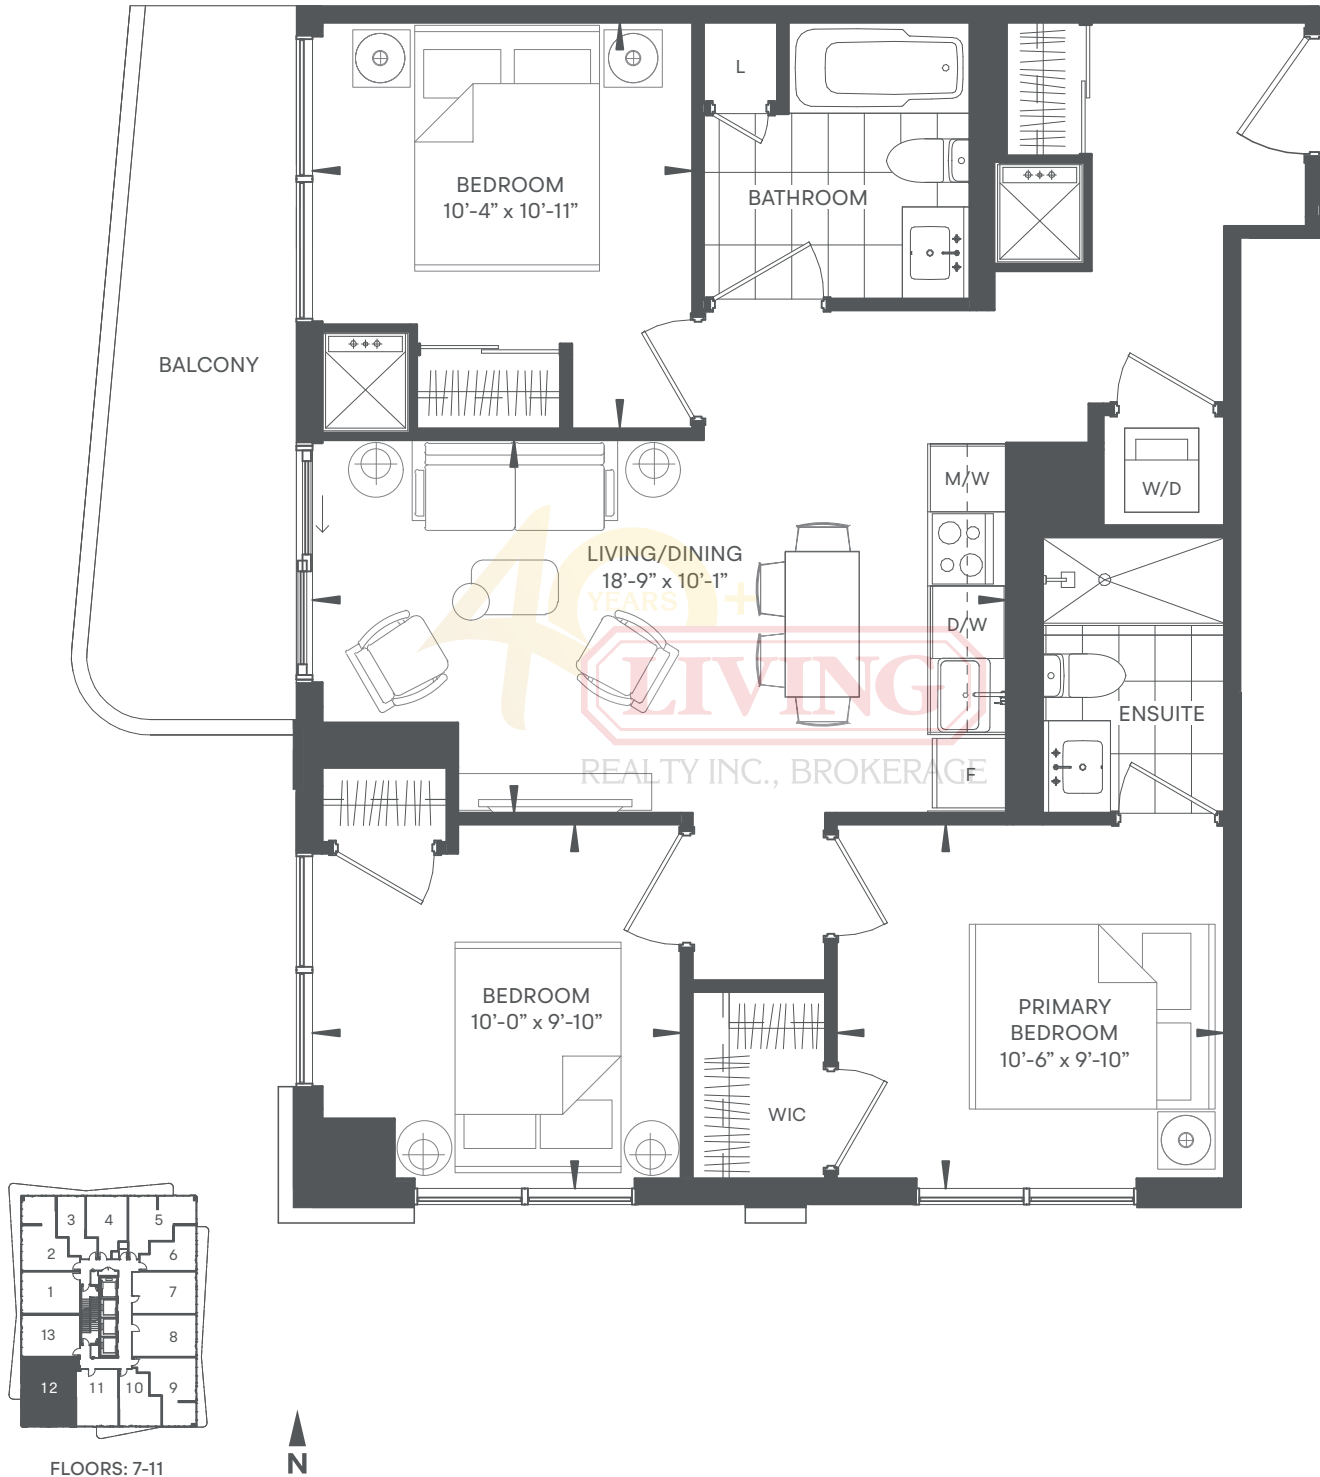 L
BEDROOM
10’-4” x 10’-11”
BATHROOM
BALCONY
M/W
W/D
LIVING/DINING
18’-9” x 10’-1”
40
YEARS +
D/W
LIVING
ENSUITE
REALTY INC., BROKERAGE
F
BEDROOM
10’-0” x 9’-10”
PRIMARY
BEDROOM
10’-6” x 9’-10”
WIC
3 4 5
2 6
1 7
13 8
12 11 10 9
FLOORS: 7-11
N